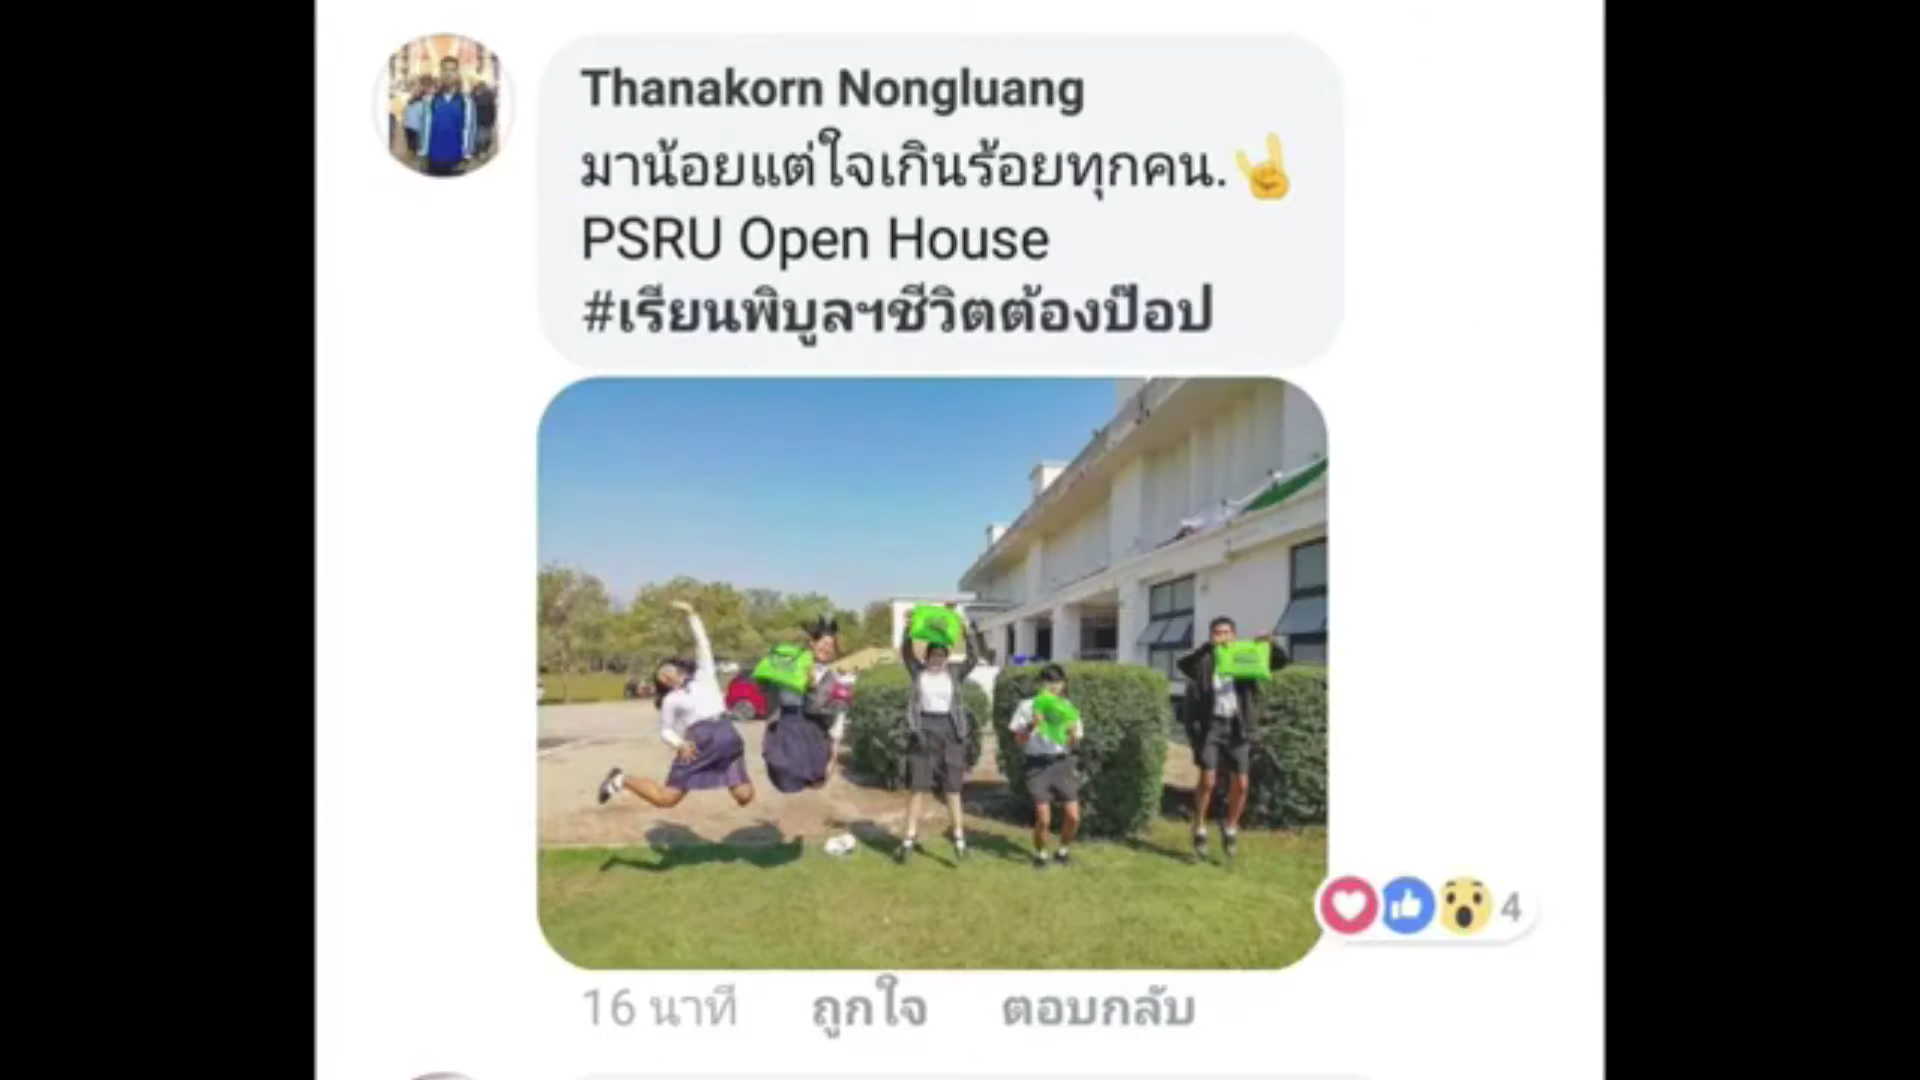 Thanakorn Nongluang
มาน้อยแต่ใจเกินร้อยทุกคน.🤘
PSRU Open House
#เรียนพิบูลฯชีวิตต้องป๊อป
4
16 นาที ถูกใจ ตอบกลับ